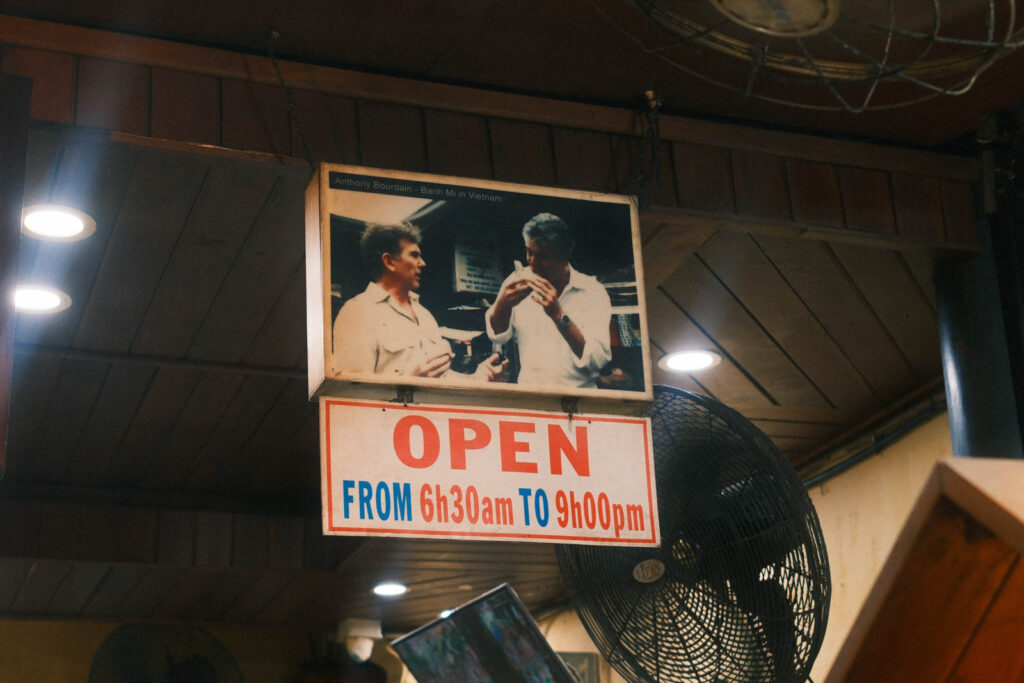 Anthony Bourdain - Banh Mi in Vietnam
OPEN
FROM 6h30am TO 9h00pm